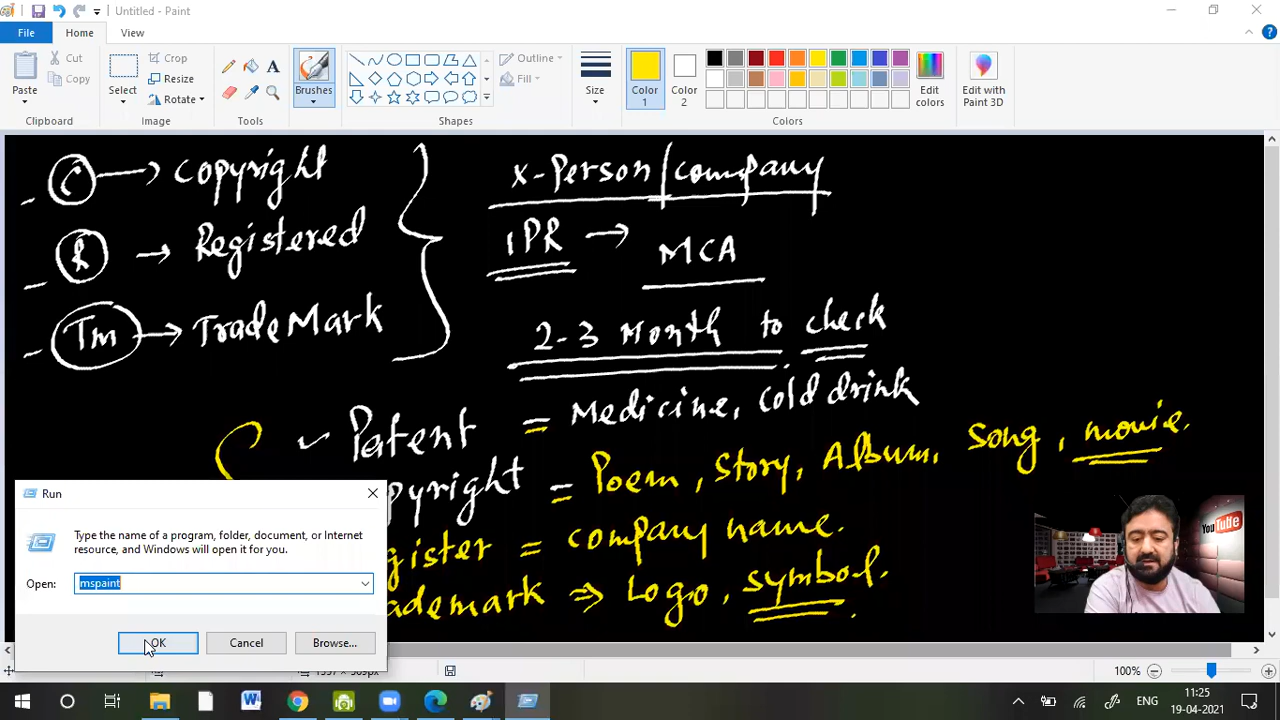 Untitled - Paint
File
Home
View
Paste
Cut
Copy
Clipboard
Select
Crop
Resize
Rotate
Image
A
Tools
Brushes
Outline
Fill
Shapes
Size
Color 1
Color 2
Edit colors
Colors
Edit with Paint 3D
C → Copyright
R → Registered
Tm → TradeMark
x-Person/company
IPR → MCA
2-3 Month to check
Patent = Medicine, Cold drink
pyright = Poem, Story, Album, Song, movie.
gister = company name.
ademark ⇒ Logo, symbol.
Run
Type the name of a program, folder, document, or Internet
resource, and Windows will open it for you.
Open: mspaint
OK
Cancel
Browse...
YouTube
100%
ENG
11:25
19-04-2021